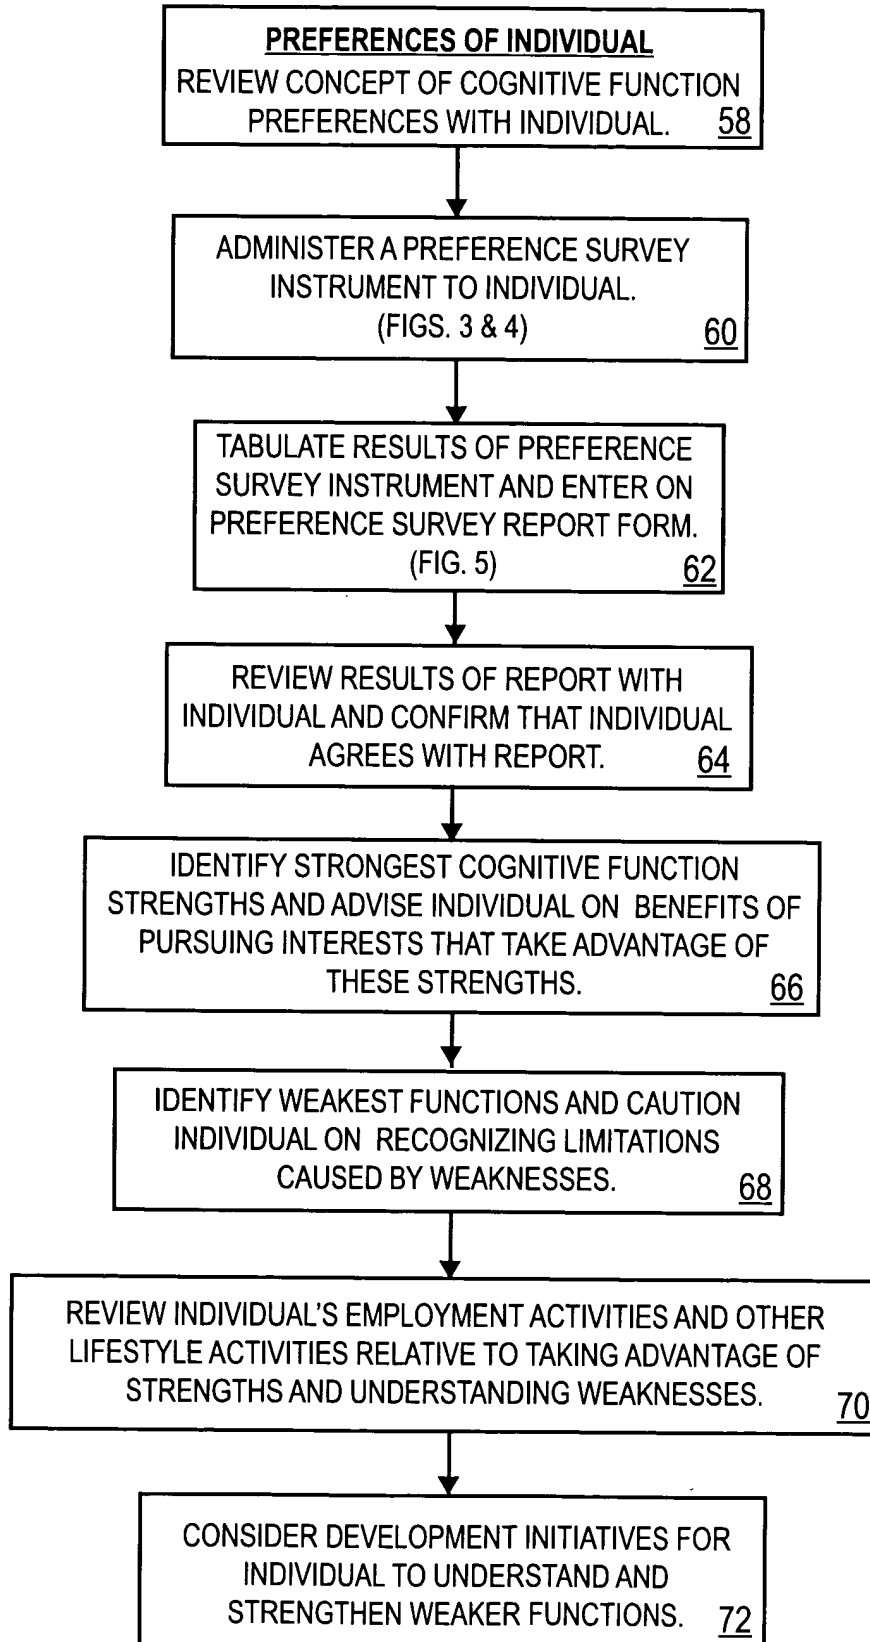 PREFERENCES OF INDIVIDUAL
REVIEW CONCEPT OF COGNITIVE FUNCTION
PREFERENCES WITH INDIVIDUAL. 58
ADMINISTER A PREFERENCE SURVEY
INSTRUMENT TO INDIVIDUAL.
(FIGS. 3 & 4) 60
TABULATE RESULTS OF PREFERENCE
SURVEY INSTRUMENT AND ENTER ON
PREFERENCE SURVEY REPORT FORM.
(FIG. 5) 62
REVIEW RESULTS OF REPORT WITH
INDIVIDUAL AND CONFIRM THAT INDIVIDUAL
AGREES WITH REPORT. 64
IDENTIFY STRONGEST COGNITIVE FUNCTION
STRENGTHS AND ADVISE INDIVIDUAL ON BENEFITS OF
PURSUING INTERESTS THAT TAKE ADVANTAGE OF
THESE STRENGTHS. 66
IDENTIFY WEAKEST FUNCTIONS AND CAUTION
INDIVIDUAL ON RECOGNIZING LIMITATIONS
CAUSED BY WEAKNESSES. 68
REVIEW INDIVIDUAL'S EMPLOYMENT ACTIVITIES AND OTHER
LIFESTYLE ACTIVITIES RELATIVE TO TAKING ADVANTAGE OF
STRENGTHS AND UNDERSTANDING WEAKNESSES. 70
CONSIDER DEVELOPMENT INITIATIVES FOR
INDIVIDUAL TO UNDERSTAND AND
STRENGTHEN WEAKER FUNCTIONS. 72